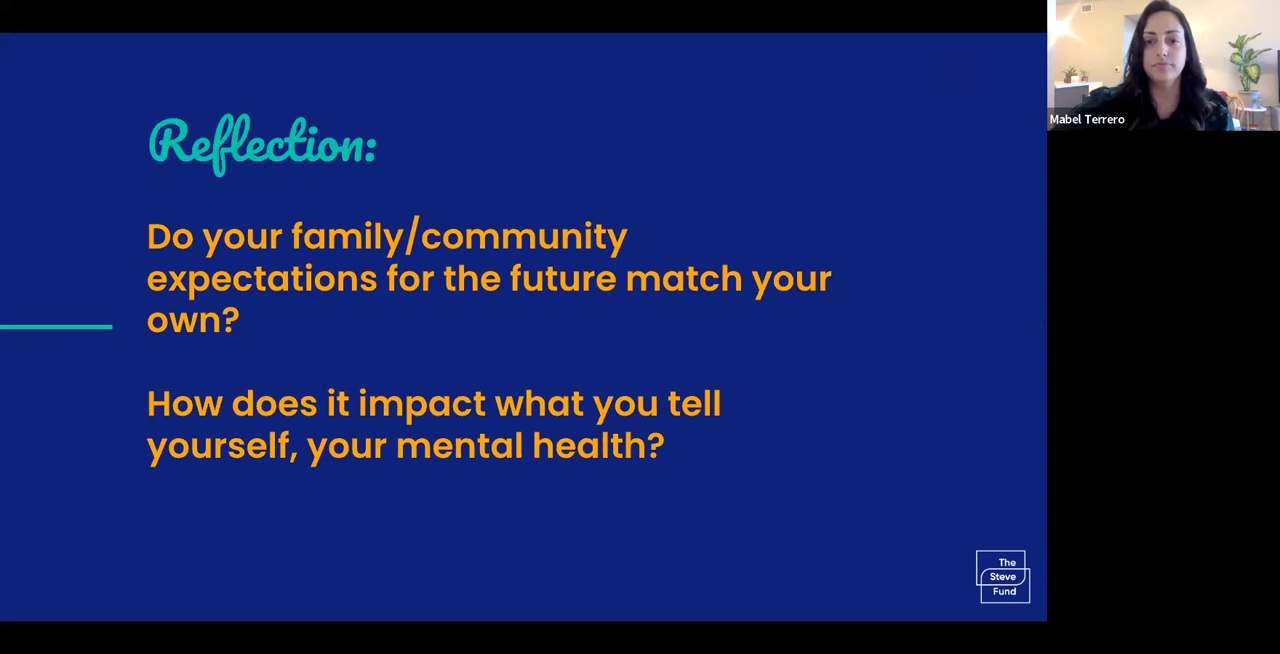 Reflection:
Do your family/community
expectations for the future match your
own?
How does it impact what you tell
yourself, your mental health?
The
Steve
Fund
Mabel Terrero